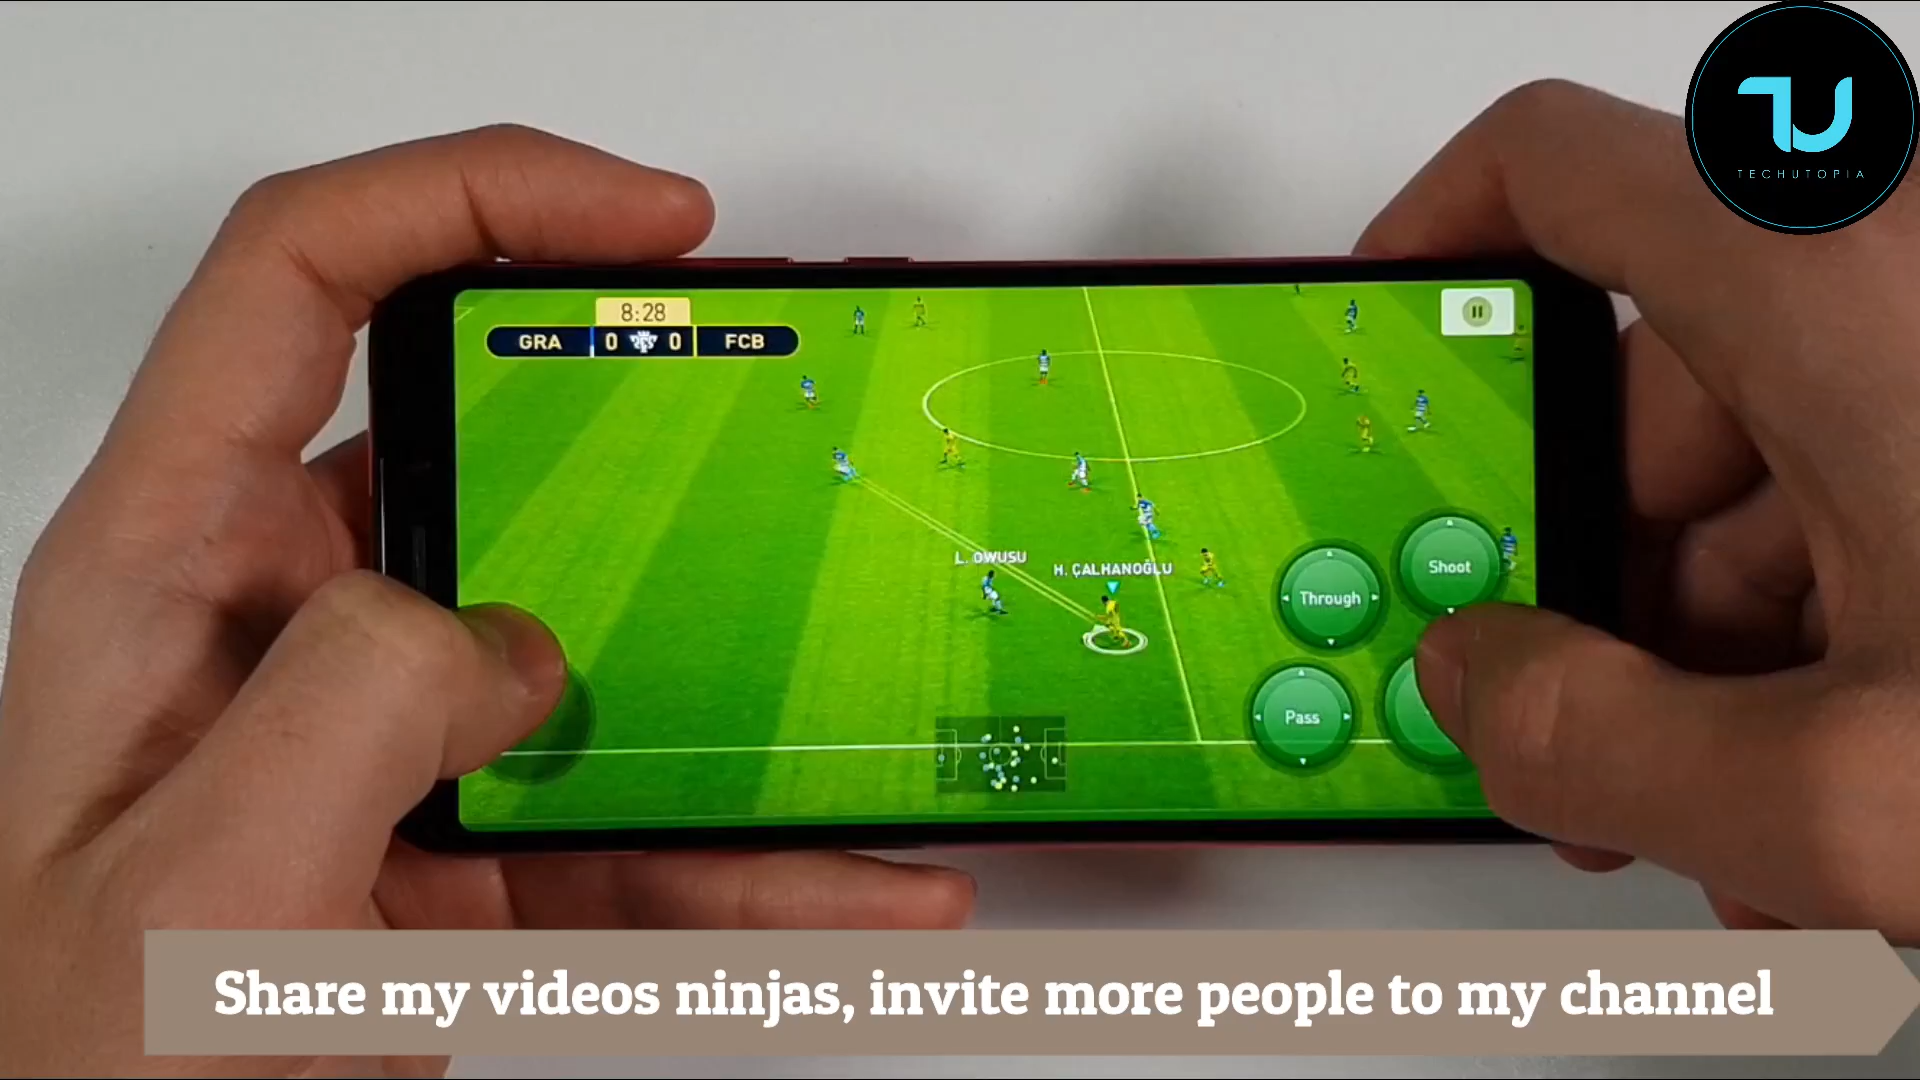 TECHUTOPIA
8:28
GRA 0 0 FCB
L. OWUSU
H. ÇALHANOĞLU
Shoot
Through
Pass
Share my videos ninjas, invite more people to my channel